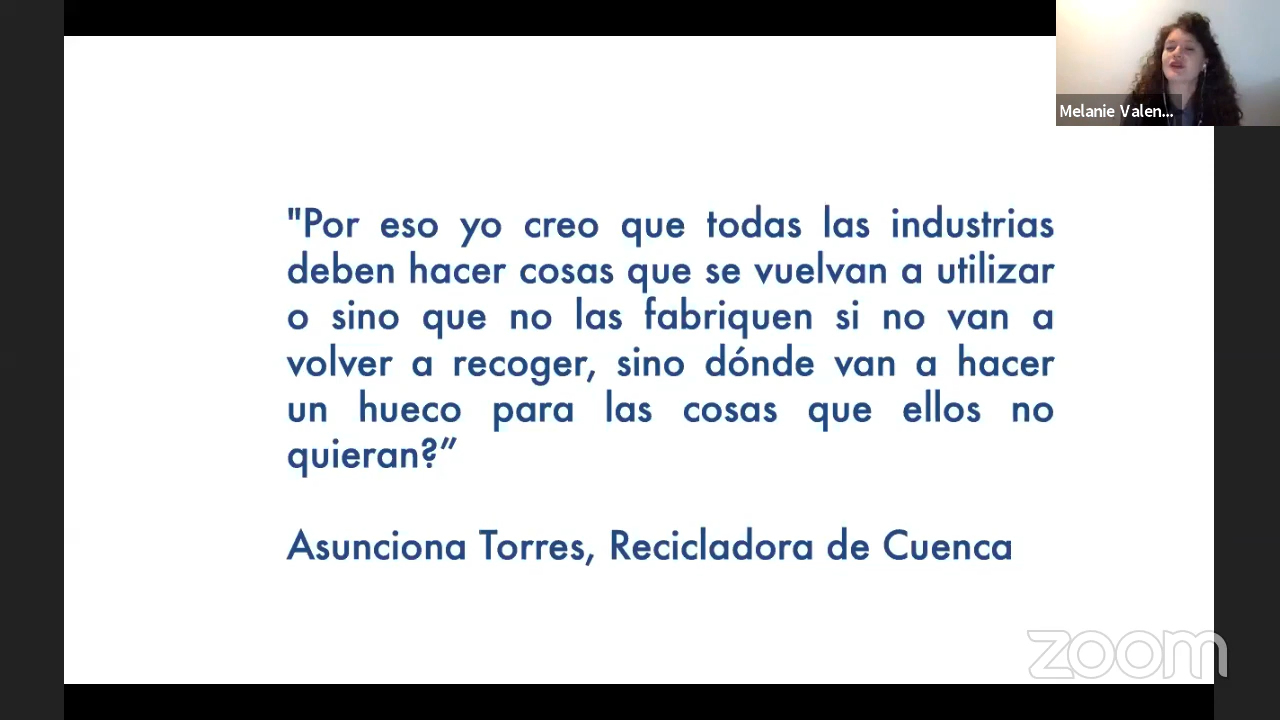 Melanie Valen...
"Por eso yo creo que todas las industrias
deben hacer cosas que se vuelvan a utilizar
o sino que no las fabriquen si no van a
volver a recoger, sino dónde van a hacer
un hueco para las cosas que ellos no
quieran?”
Asunciona Torres, Recicladora de Cuenca
zoom